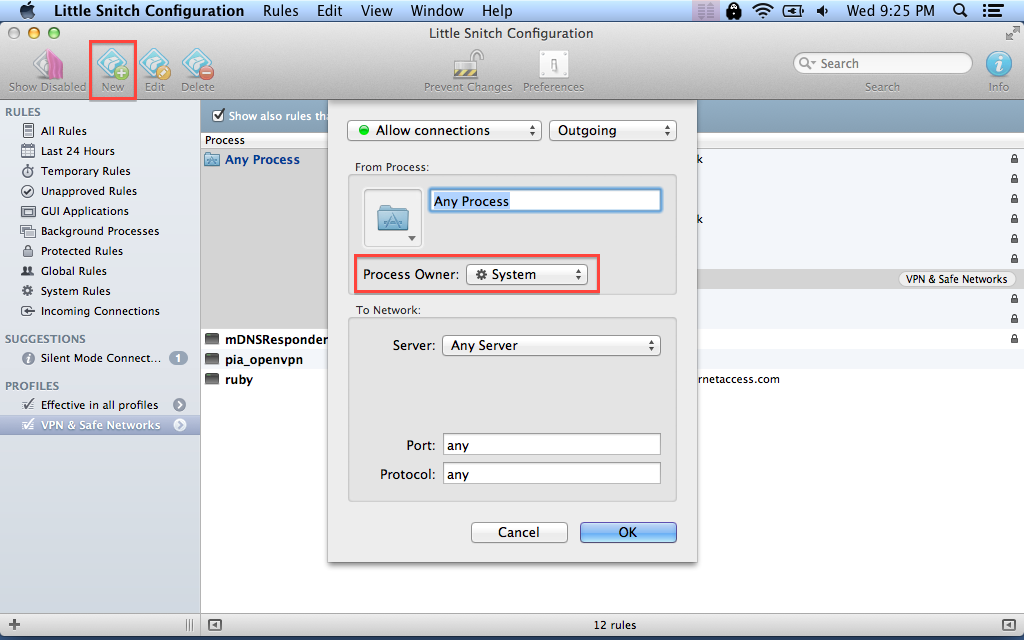 Little Snitch Configuration Rules Edit View Window Help Wed 9:25 PM
Little Snitch Configuration
Show Disabled New Edit Delete Prevent Changes Preferences Search Search Info
RULES
All Rules
Last 24 Hours
Temporary Rules
Unapproved Rules
GUI Applications
Background Processes
Protected Rules
Global Rules
System Rules
Incoming Connections
SUGGESTIONS
Silent Mode Connect... 1
PROFILES
Effective in all profiles
VPN & Safe Networks
Show also rules tha
Process
Any Process
mDNSResponder
pia_openvpn
ruby
Allow connections Outgoing
From Process:
Any Process
Process Owner: System
To Network:
Server: Any Server
Port: any
Protocol: any
Cancel OK
k
k
VPN & Safe Networks
rnetaccess.com
12 rules